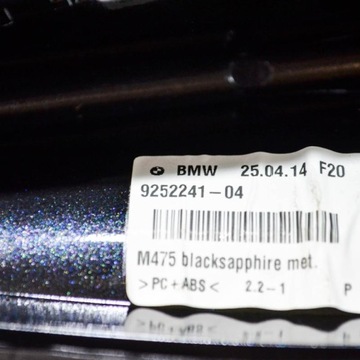 BMW 25.04.14 F20
9252241-04
M475 blacksapphire met.
>PC+ABS< 2.2-1 P